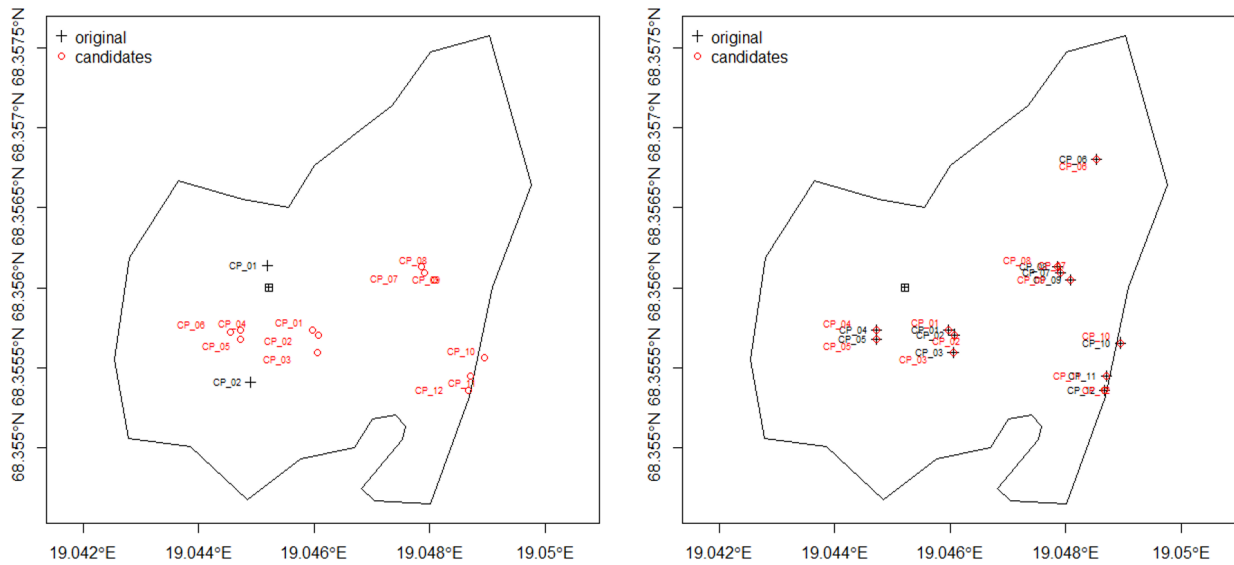 original
candidates
68.3575°N
68.357°N
68.3565°N
68.356°N
68.3555°N
68.355°N
CP_01
CP_08
CP_07
CP_06
CP_04
CP_01
CP_05
CP_02
CP_03
CP_10
CP_02
CP_12
19.042°E
19.044°E
19.046°E
19.048°E
19.05°E
original
candidates
68.3575°N
68.357°N
68.3565°N
68.356°N
68.3555°N
68.355°N
CP_06
CP_06
CP_08
CP_07
CP_09
CP_04
CP_04
CP_01
CP_01
CP_02
CP_05
CP_05
CP_02
CP_03
CP_03
CP_10
CP_10
CP_11
CP_12
19.042°E
19.044°E
19.046°E
19.048°E
19.05°E